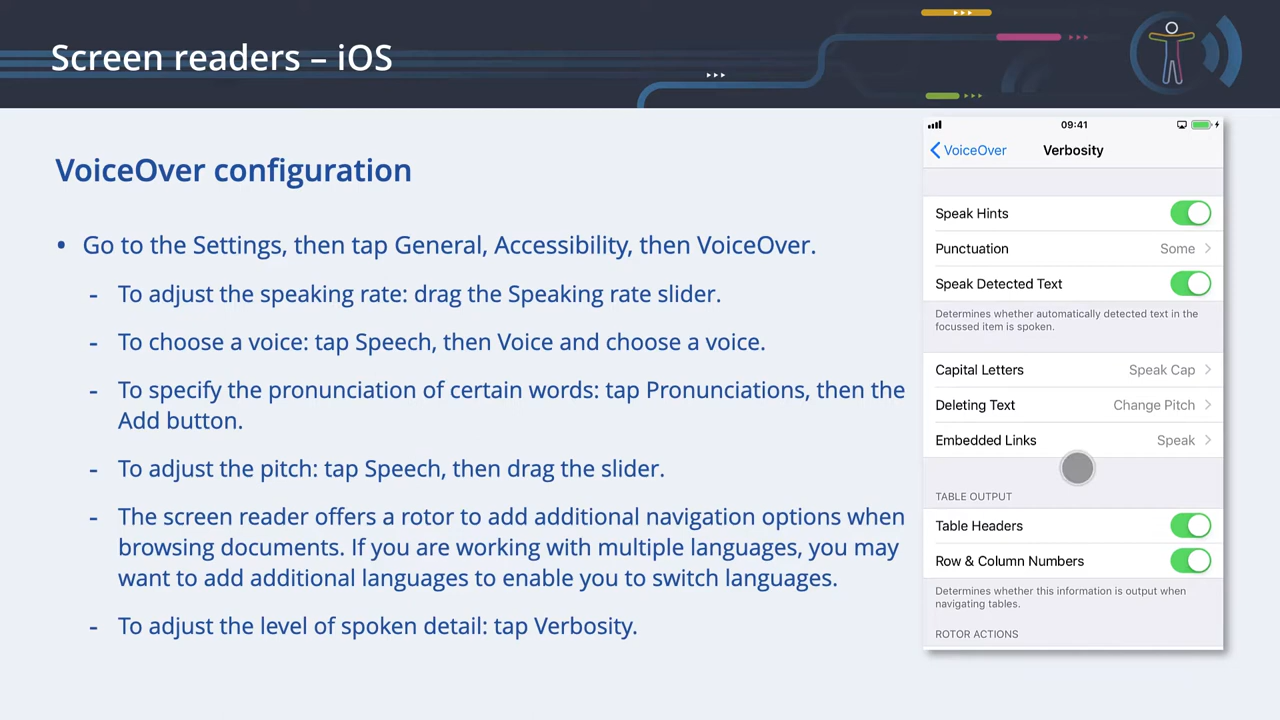 Screen readers – iOS
VoiceOver configuration
• Go to the Settings, then tap General, Accessibility, then VoiceOver.
- To adjust the speaking rate: drag the Speaking rate slider.
- To choose a voice: tap Speech, then Voice and choose a voice.
- To specify the pronunciation of certain words: tap Pronunciations, then the
Add button.
- To adjust the pitch: tap Speech, then drag the slider.
- The screen reader offers a rotor to add additional navigation options when
browsing documents. If you are working with multiple languages, you may
want to add additional languages to enable you to switch languages.
- To adjust the level of spoken detail: tap Verbosity.
09:41
VoiceOver Verbosity
Speak Hints
Punctuation Some
Speak Detected Text
Determines whether automatically detected text in the
focussed item is spoken.
Capital Letters Speak Cap
Deleting Text Change Pitch
Embedded Links Speak
TABLE OUTPUT
Table Headers
Row & Column Numbers
Determines whether this information is output when
navigating tables.
ROTOR ACTIONS